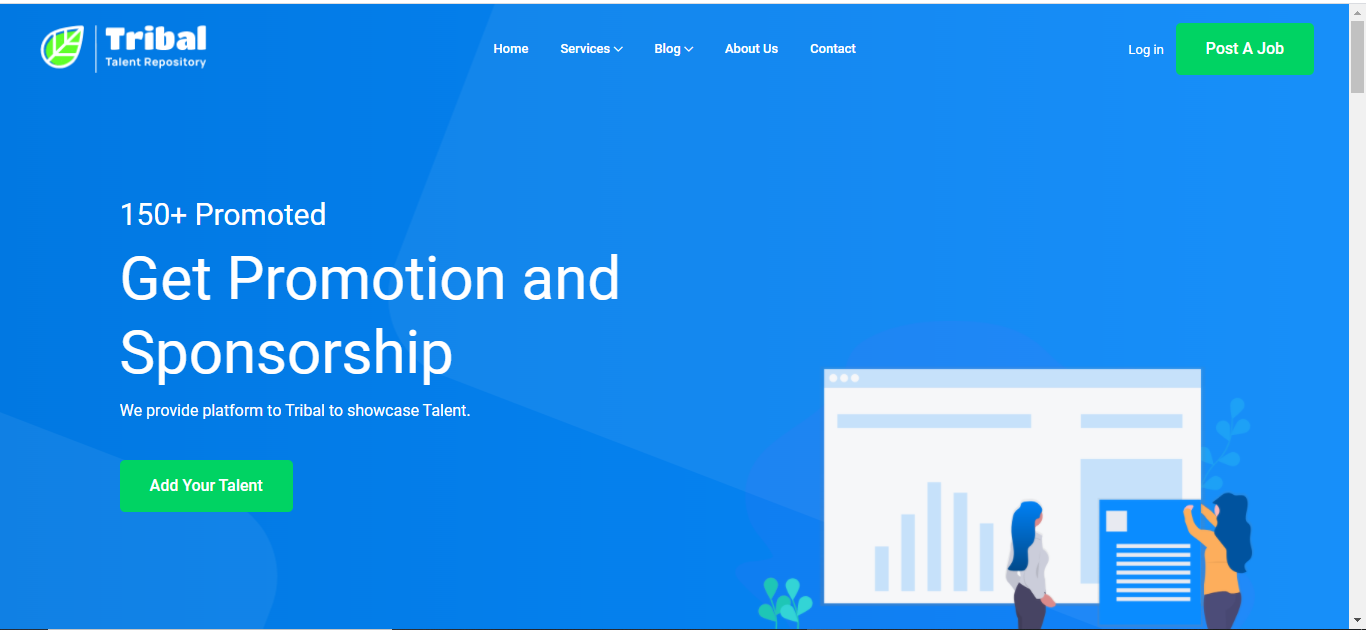 Tribal
Talent Repository
Home
Services
Blog
About Us
Contact
Log in
Post A Job
150+ Promoted
Get Promotion and
Sponsorship
We provide platform to Tribal to showcase Talent.
Add Your Talent